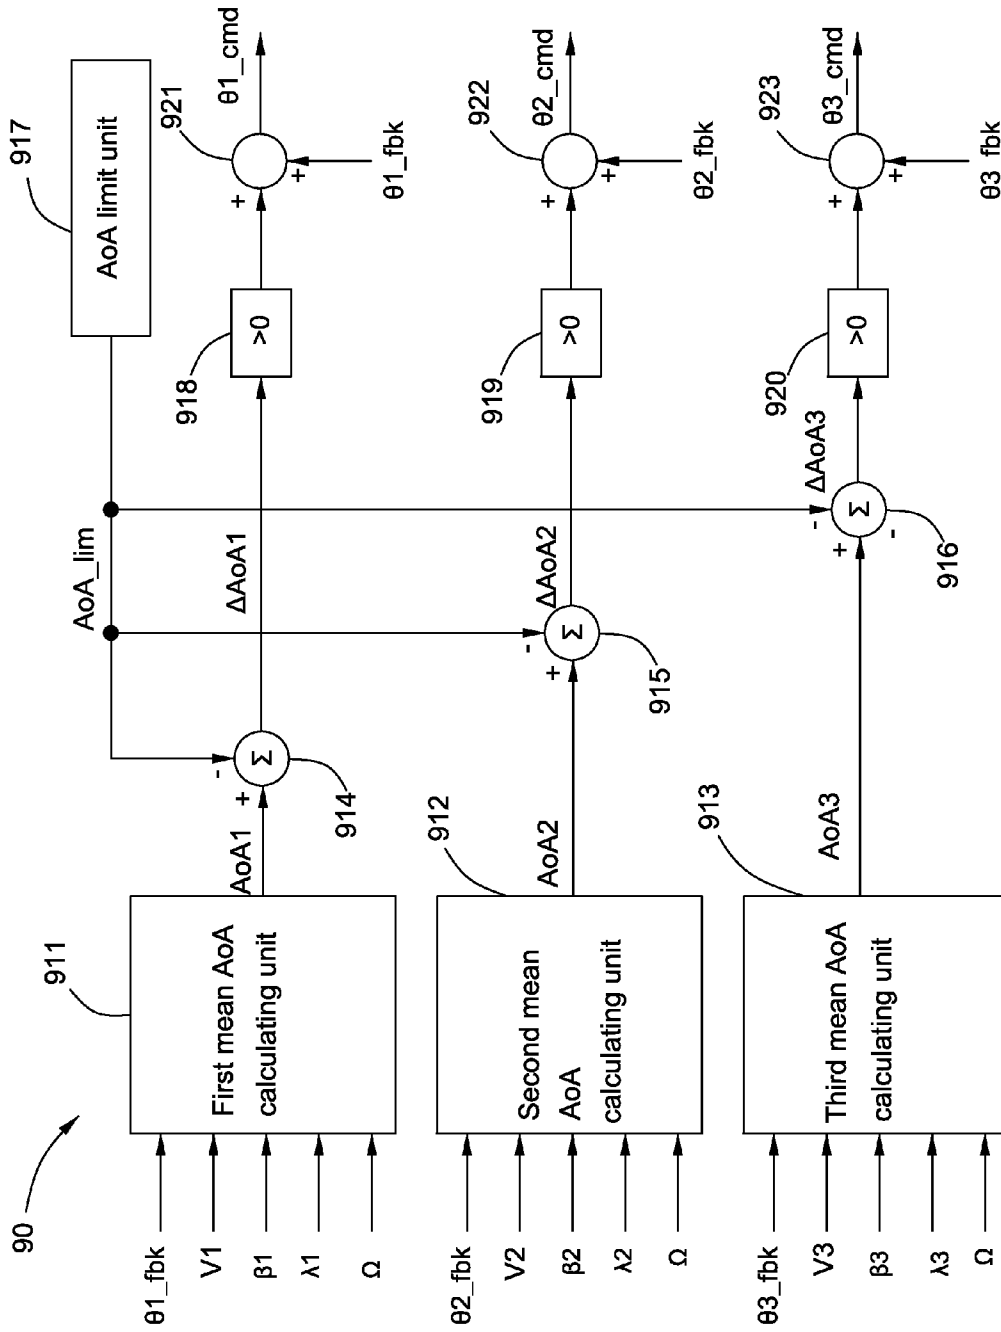 90
θ1_fbk
V1
β1
λ1
Ω
911
First mean AoA
calculating unit
AoA1
+
-
Σ
914
AoA_lim
ΔAoA1
917
AoA limit unit
918
>0
+
+
921
θ1_cmd
θ1_fbk
θ2_fbk
V2
β2
λ2
Ω
912
Second mean
AoA
calculating unit
AoA2
+
-
Σ
915
ΔAoA2
919
>0
+
+
922
θ2_cmd
θ2_fbk
θ3_fbk
V3
β3
λ3
Ω
913
Third mean AoA
calculating unit
AoA3
+
-
-
Σ
916
ΔAoA3
920
>0
+
+
923
θ3_cmd
θ3_fbk